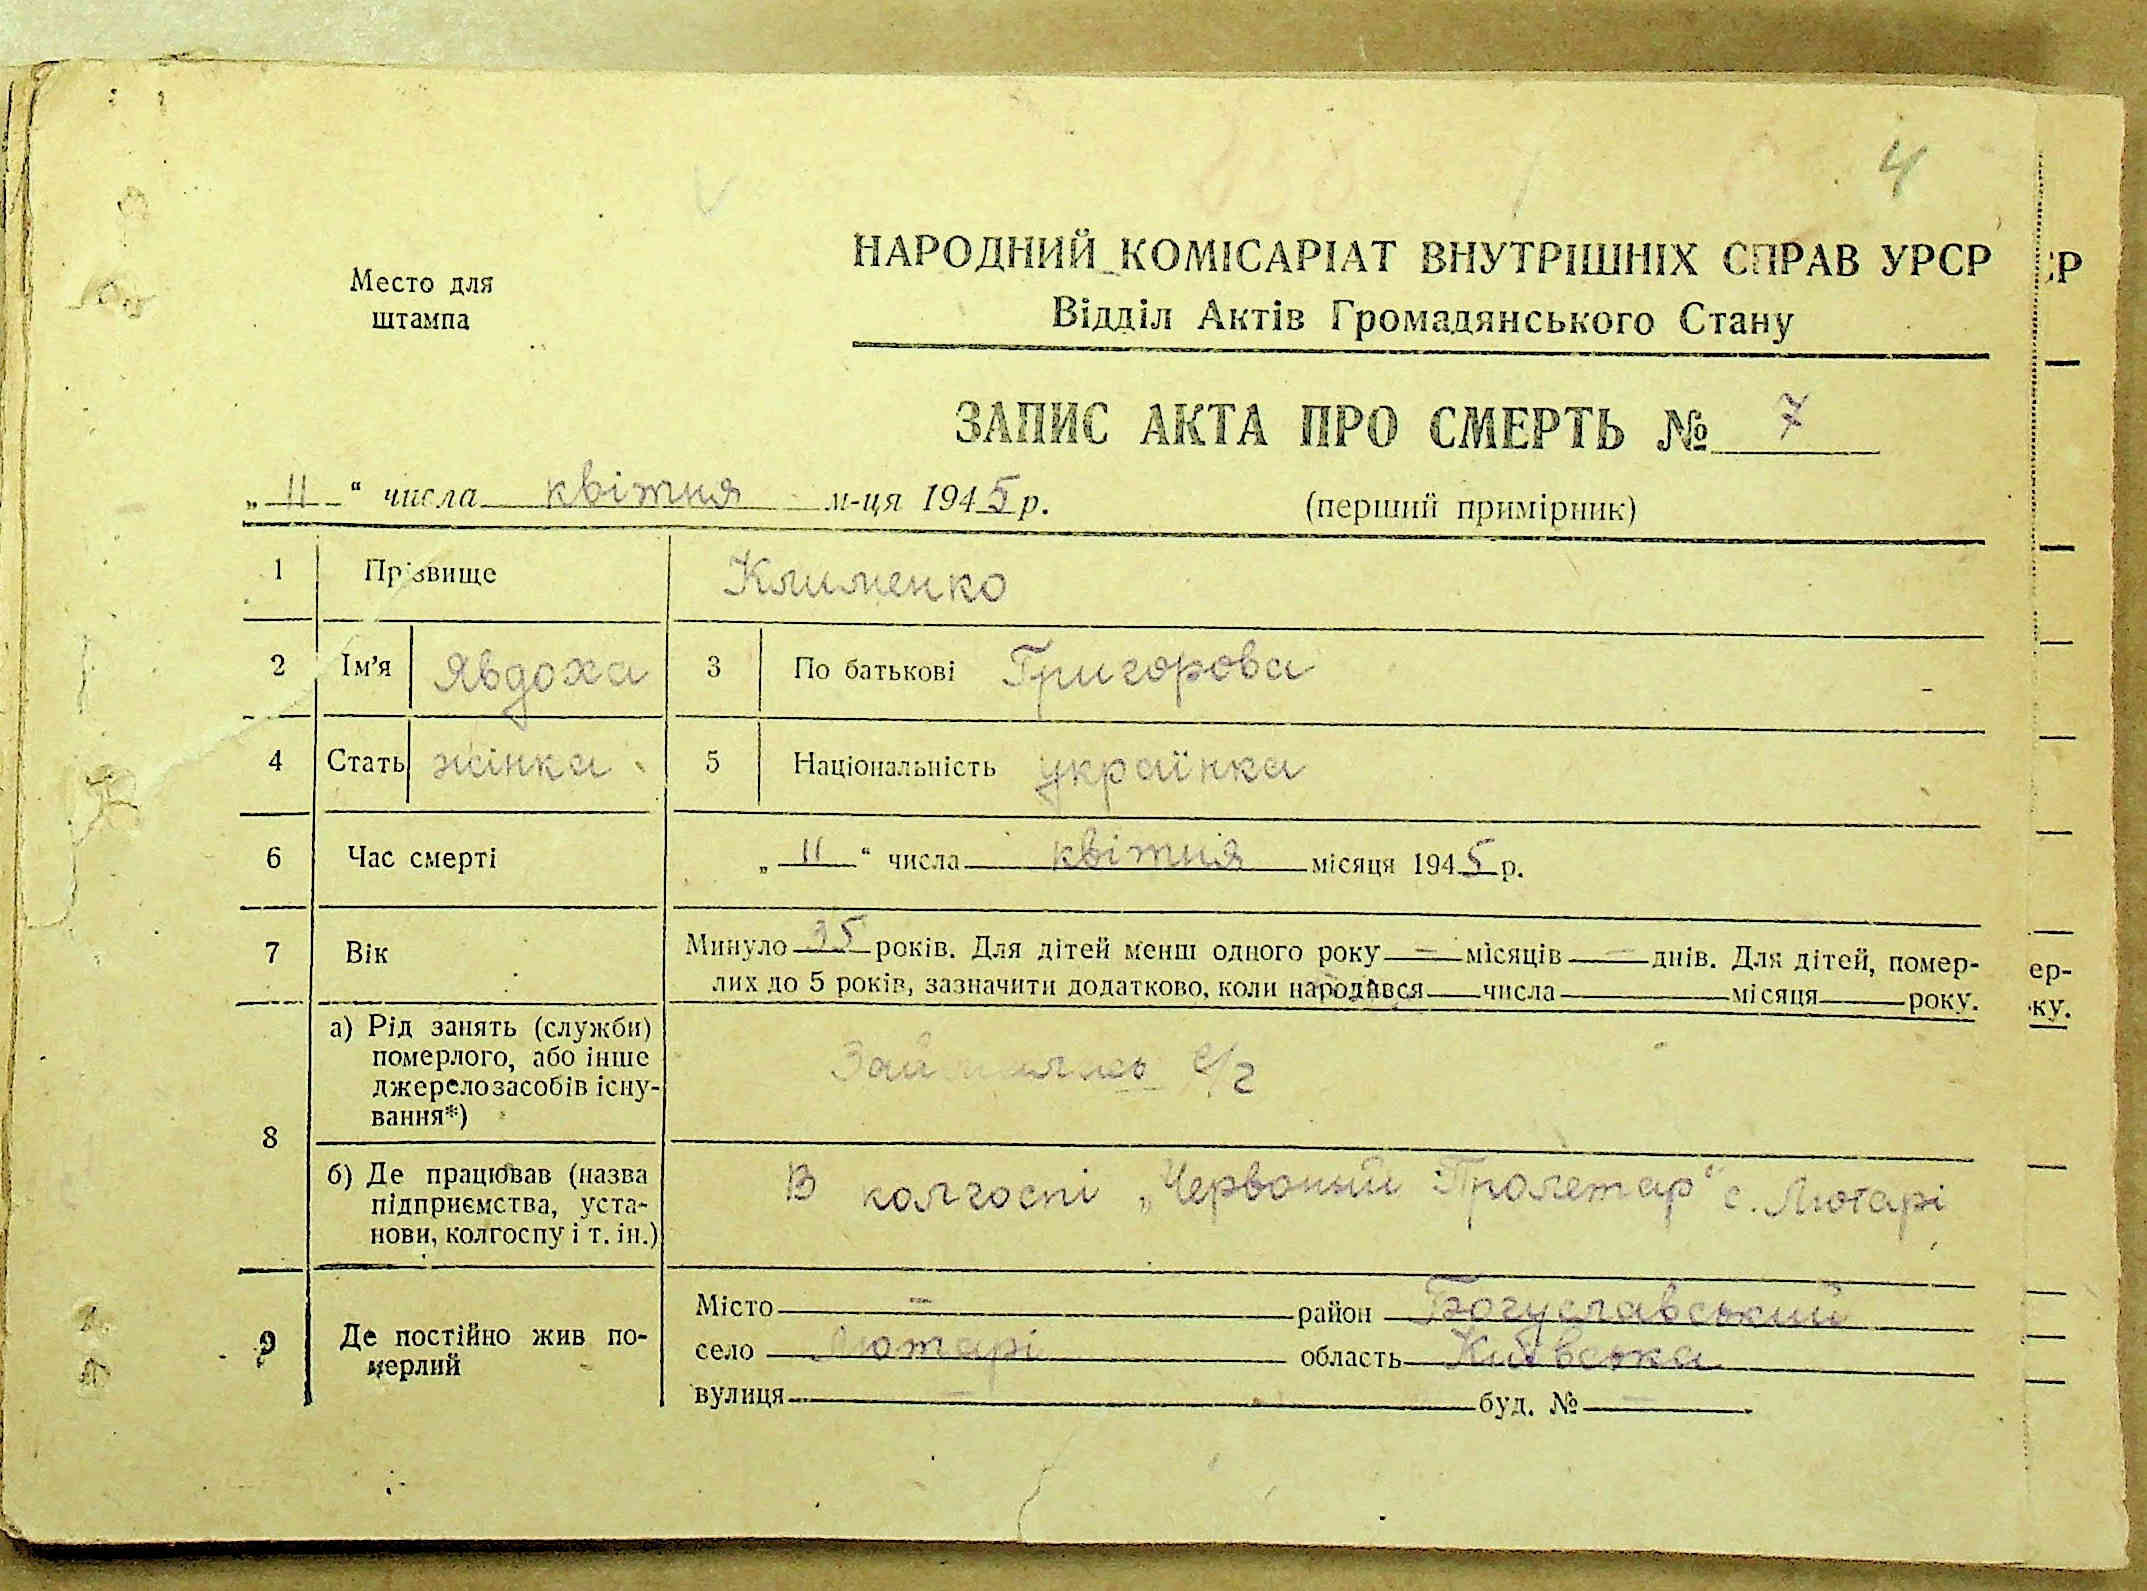 4
НАРОДНИЙ КОМІСАРІАТ ВНУТРІШНІХ СПРАВ УРСР
Відділ Актів Громадянського Стану
Место для
штампа
ЗАПИС АКТА ПРО СМЕРТЬ № 7
„ 11 “ числа квітня м-ця 1945 р.
(перший примірник)
1 Прізвище Клименко
2 Ім'я Явдоха 3 По батькові Григорова
4 Стать жінка 5 Національність українка
6 Час смерті „ 11 “ числа квітня місяця 1945 р.
7 Вік Минуло 35 років. Для дітей менш одного року — місяців — днів. Для дітей, помер-
лих до 5 років, зазначити додатково, коли народився числа місяця року.
8 а) Рід занять (служби)
померлого, або інше
джерело засобів існу-
вання*)
Займалась с/г
б) Де працював (назва
підприємства, уста-
нови, колгоспу і т. ін.)
В колгоспі „Червоний Пролетар“ с. Лютарі
9 Де постійно жив по-
мерлий
Місто — район Богуславський
село Лютарі область Київська
вулиця — буд. № —
СР
ер-
ку.